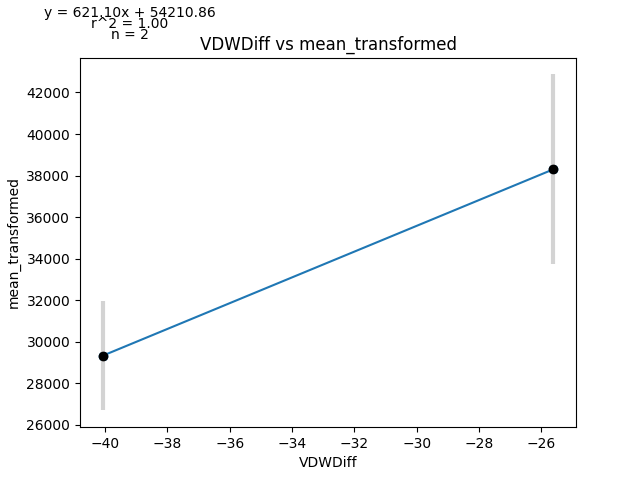 y = 621.10x + 54210.86
r^2 = 1.00
n = 2
VDWDiff vs mean_transformed
42000
40000
38000
36000
34000
32000
30000
28000
26000
mean_transformed
−40 −38 −36 −34 −32 −30 −28 −26
VDWDiff